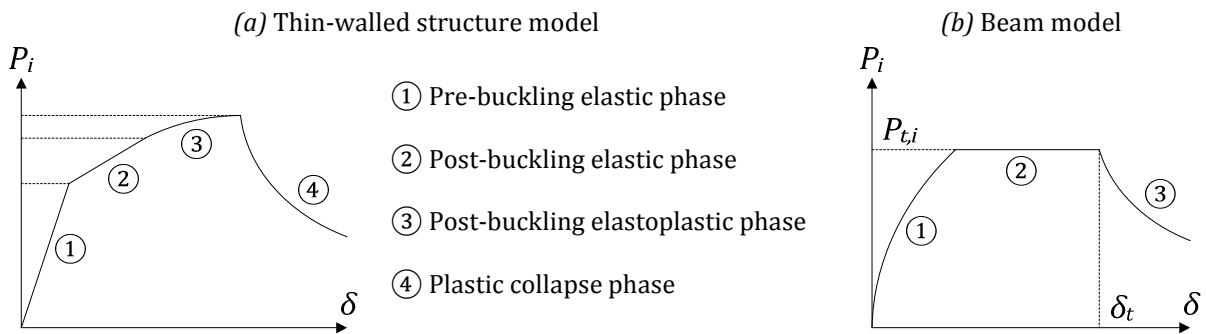 (a) Thin-walled structure model
P_i
① Pre-buckling elastic phase
② Post-buckling elastic phase
③ Post-buckling elastoplastic phase
④ Plastic collapse phase
①
②
③
④
δ
(b) Beam model
P_i
P_{t,i}
①
②
③
δ_t
δ